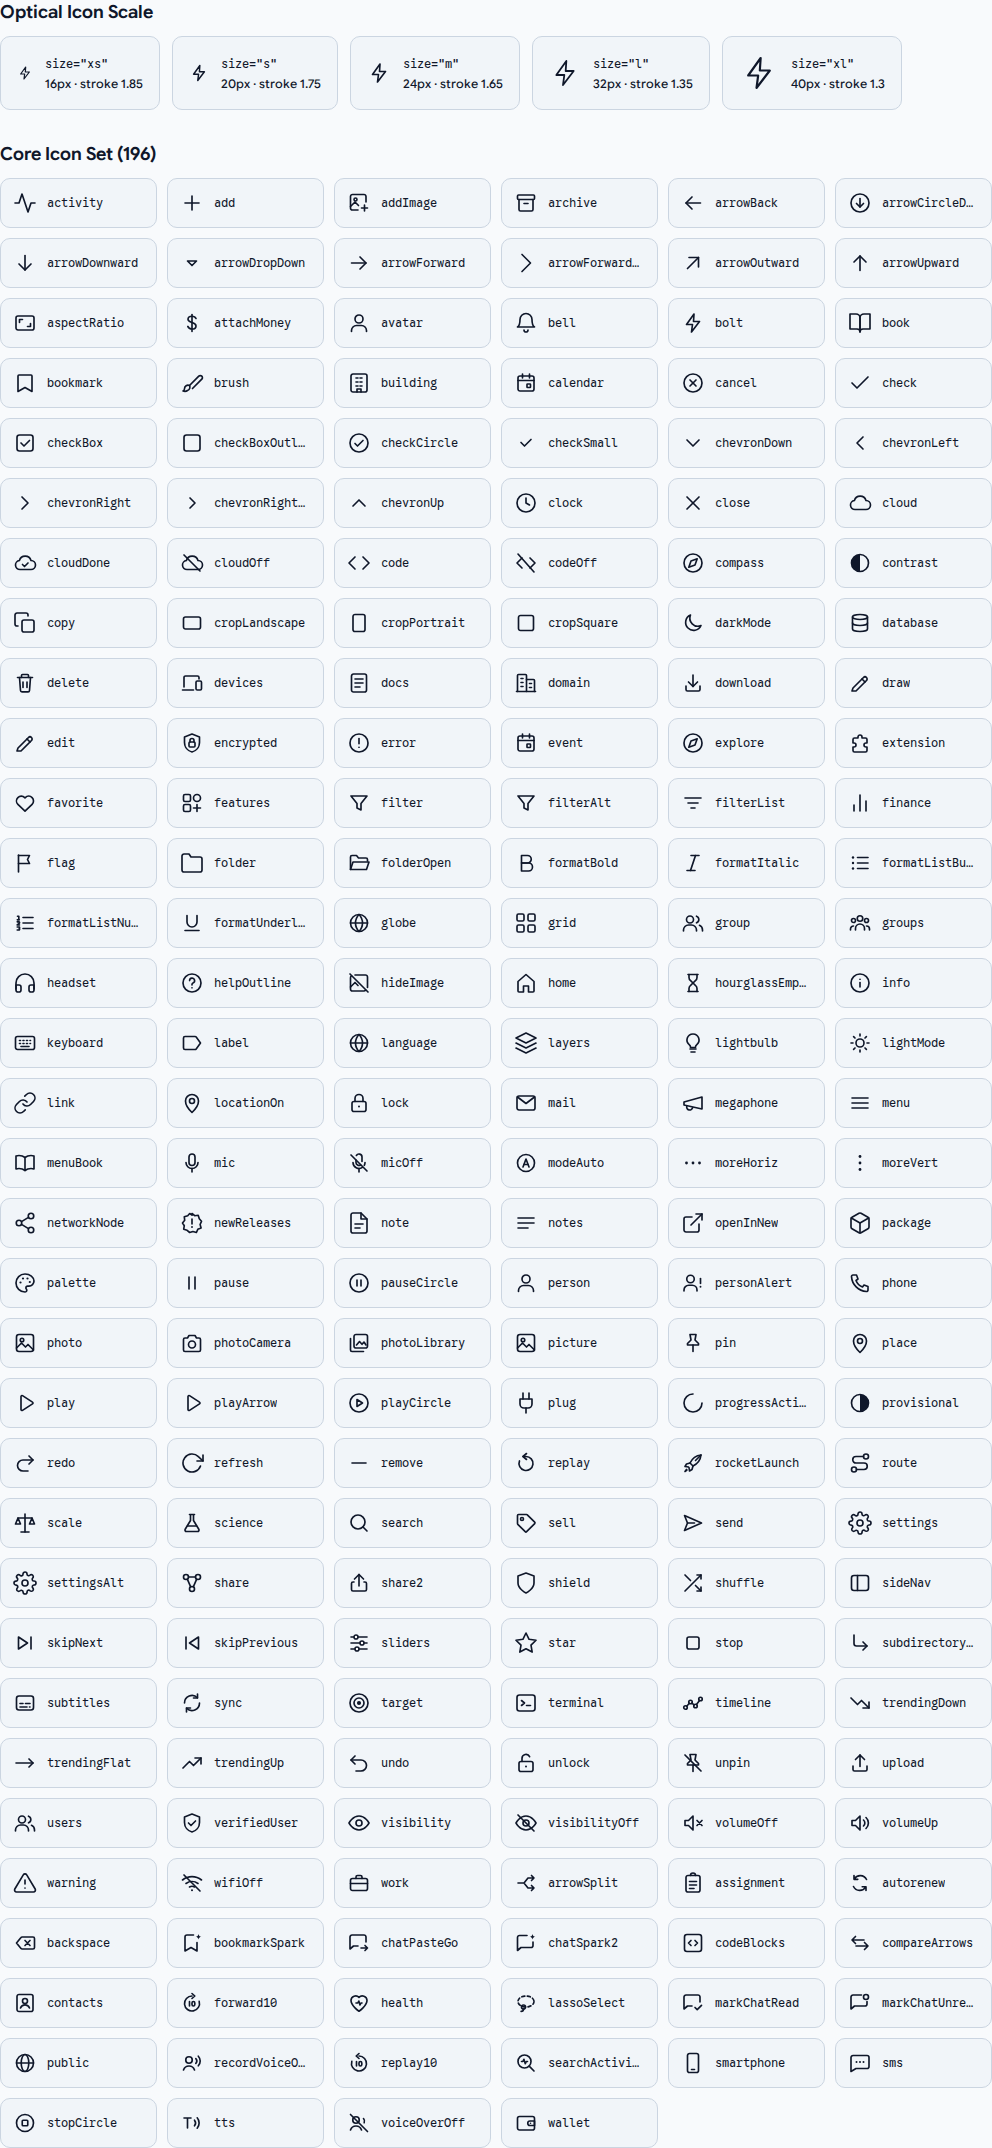 Optical Icon Scale
size="xs"
16px · stroke 1.85
size="s"
20px · stroke 1.75
size="m"
24px · stroke 1.65
size="l"
32px · stroke 1.35
size="xl"
40px · stroke 1.3
Core Icon Set (196)
activity
add
addImage
archive
arrowBack
arrowCircleD…
arrowDownward
arrowDropDown
arrowForward
arrowForward…
arrowOutward
arrowUpward
aspectRatio
attachMoney
avatar
bell
bolt
book
bookmark
brush
building
calendar
cancel
check
checkBox
checkBoxOutl…
checkCircle
checkSmall
chevronDown
chevronLeft
chevronRight
chevronRight…
chevronUp
clock
close
cloud
cloudDone
cloudOff
code
codeOff
compass
contrast
copy
cropLandscape
cropPortrait
cropSquare
darkMode
database
delete
devices
docs
domain
download
draw
edit
encrypted
error
event
explore
extension
favorite
features
filter
filterAlt
filterList
finance
flag
folder
folderOpen
formatBold
formatItalic
formatListBu…
formatListNu…
formatUnderl…
globe
grid
group
groups
headset
helpOutline
hideImage
home
hourglassEmp…
info
keyboard
label
language
layers
lightbulb
lightMode
link
locationOn
lock
mail
megaphone
menu
menuBook
mic
micOff
modeAuto
moreHoriz
moreVert
networkNode
newReleases
note
notes
openInNew
package
palette
pause
pauseCircle
person
personAlert
phone
photo
photoCamera
photoLibrary
picture
pin
place
play
playArrow
playCircle
plug
progressActi…
provisional
redo
refresh
remove
replay
rocketLaunch
route
scale
science
search
sell
send
settings
settingsAlt
share
share2
shield
shuffle
sideNav
skipNext
skipPrevious
sliders
star
stop
subdirectory…
subtitles
sync
target
terminal
timeline
trendingDown
trendingFlat
trendingUp
undo
unlock
unpin
upload
users
verifiedUser
visibility
visibilityOff
volumeOff
volumeUp
warning
wifiOff
work
arrowSplit
assignment
autorenew
backspace
bookmarkSpark
chatPasteGo
chatSpark2
codeBlocks
compareArrows
contacts
forward10
health
lassoSelect
markChatRead
markChatUnre…
public
recordVoiceO…
replay10
searchActivi…
smartphone
sms
stopCircle
tts
voiceOverOff
wallet